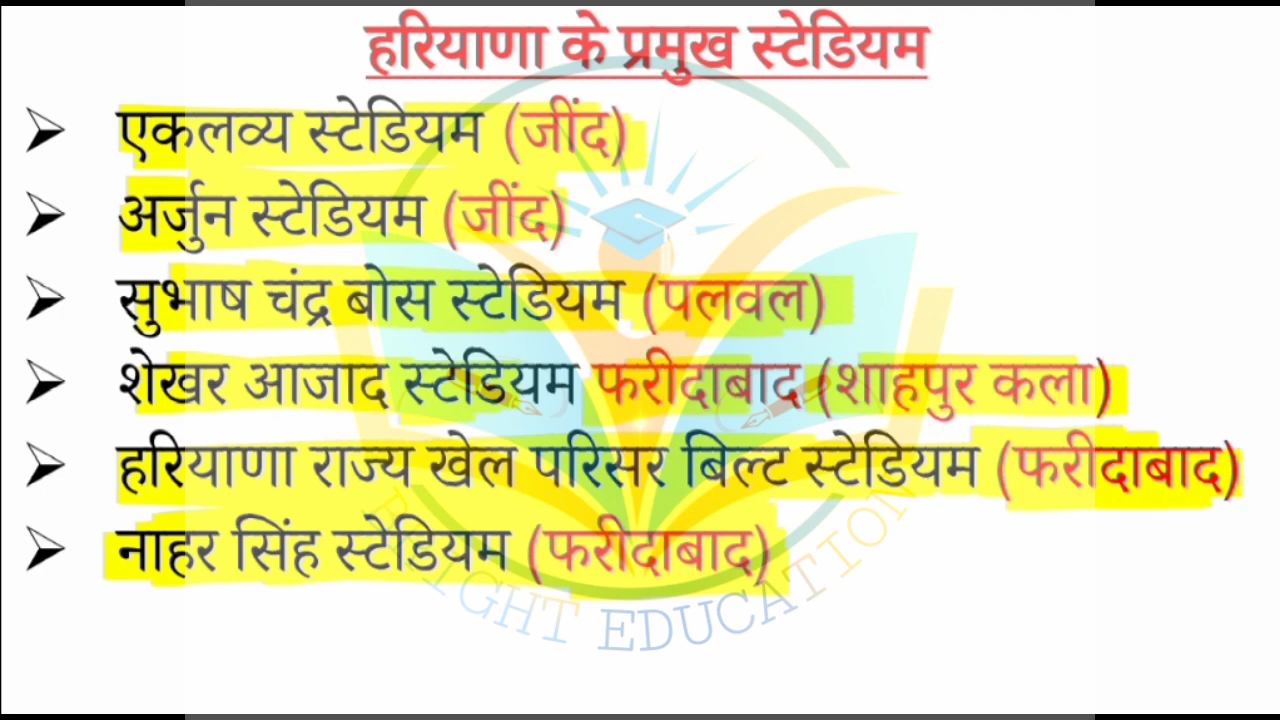 हरियाणा के प्रमुख स्टेडियम
➢ एकलव्य स्टेडियम (जींद)
➢ अर्जुन स्टेडियम (जींद)
➢ सुभाष चंद्र बोस स्टेडियम (पलवल)
➢ शेखर आजाद स्टेडियम फरीदाबाद (शाहपुर कला)
➢ हरियाणा राज्य खेल परिसर बिल्ट स्टेडियम (फरीदाबाद)
➢ नाहर सिंह स्टेडियम (फरीदाबाद)
EDUCATION